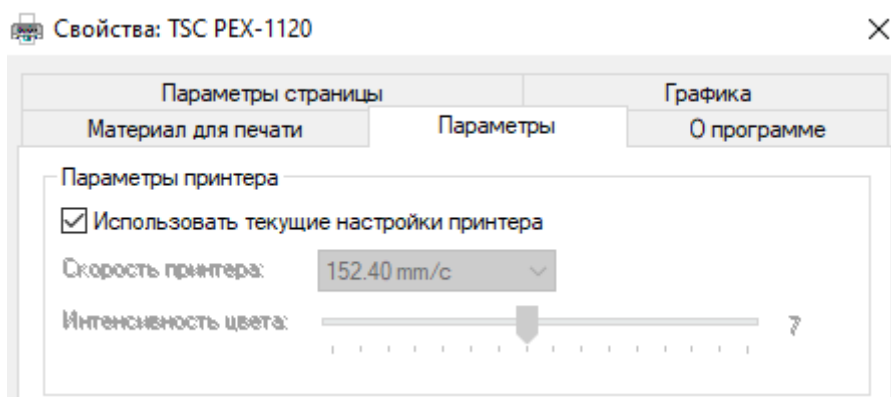 Свойства: TSC PEX-1120
Параметры страницы Графика
Материал для печати Параметры О программе
Параметры принтера
Использовать текущие настройки принтера
Скорость принтера: 152.40 mm/c
Интенсивность цвета: 7